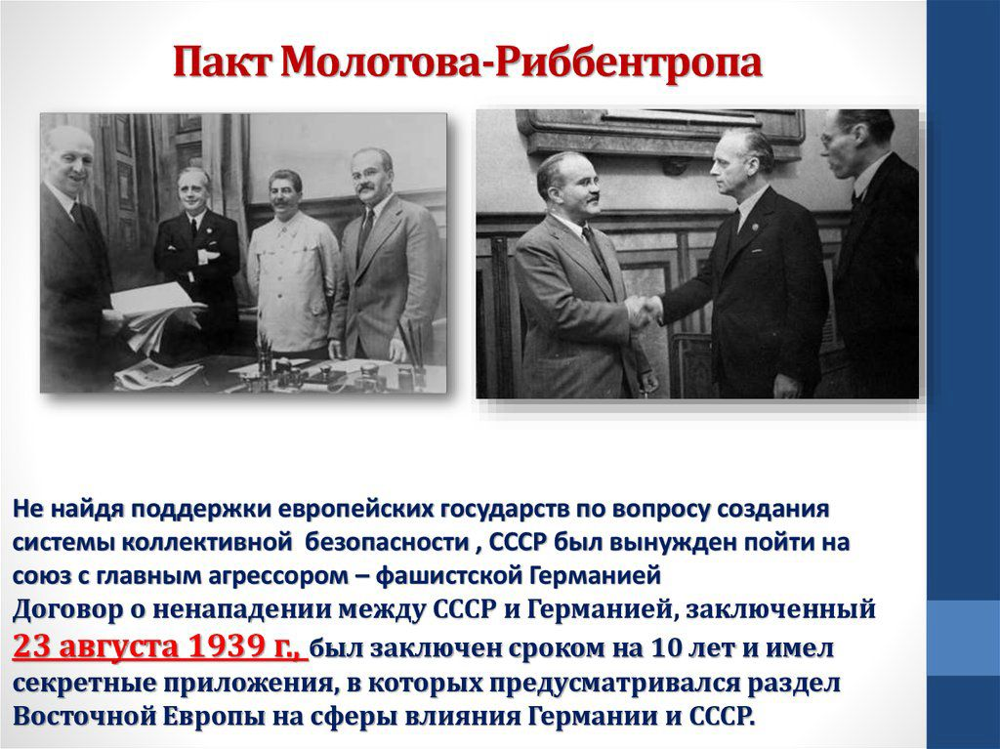 Пакт Молотова-Риббентропа
Не найдя поддержки европейских государств по вопросу создания
системы коллективной  безопасности , СССР был вынужден пойти на
союз с главным агрессором – фашистской Германией
Договор о ненападении между СССР и Германией, заключенный
23 августа 1939 г., был заключен сроком на 10 лет и имел
секретные приложения, в которых предусматривался раздел
Восточной Европы на сферы влияния Германии и СССР.